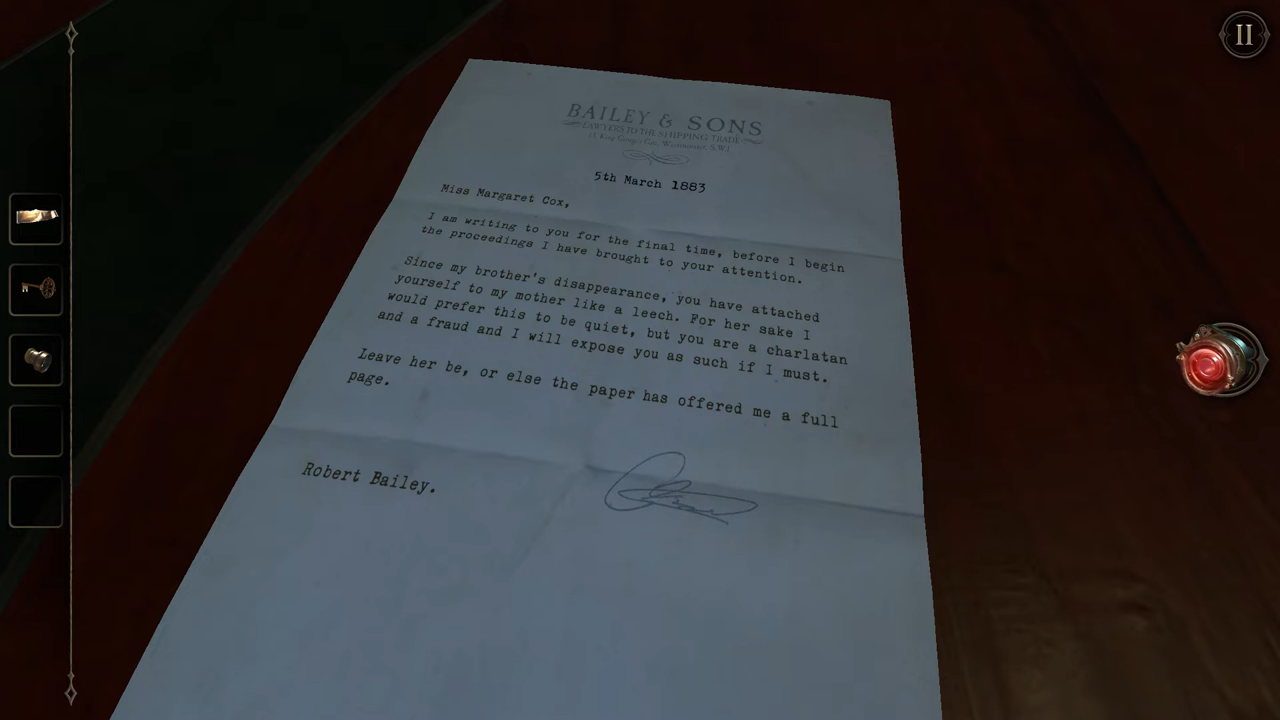 BAILEY & SONS
LAWYERS TO THE SHIPPING TRADE
5th March 1883
Miss Margaret Cox,
I am writing to you for the final time, before I begin
the proceedings I have brought to your attention.
Since my brother's disappearance, you have attached
yourself to my mother like a leech. For her sake I
would prefer this to be quiet, but you are a charlatan
and a fraud and I will expose you as such if I must.
Leave her be, or else the paper has offered me a full
page.
Robert Bailey.